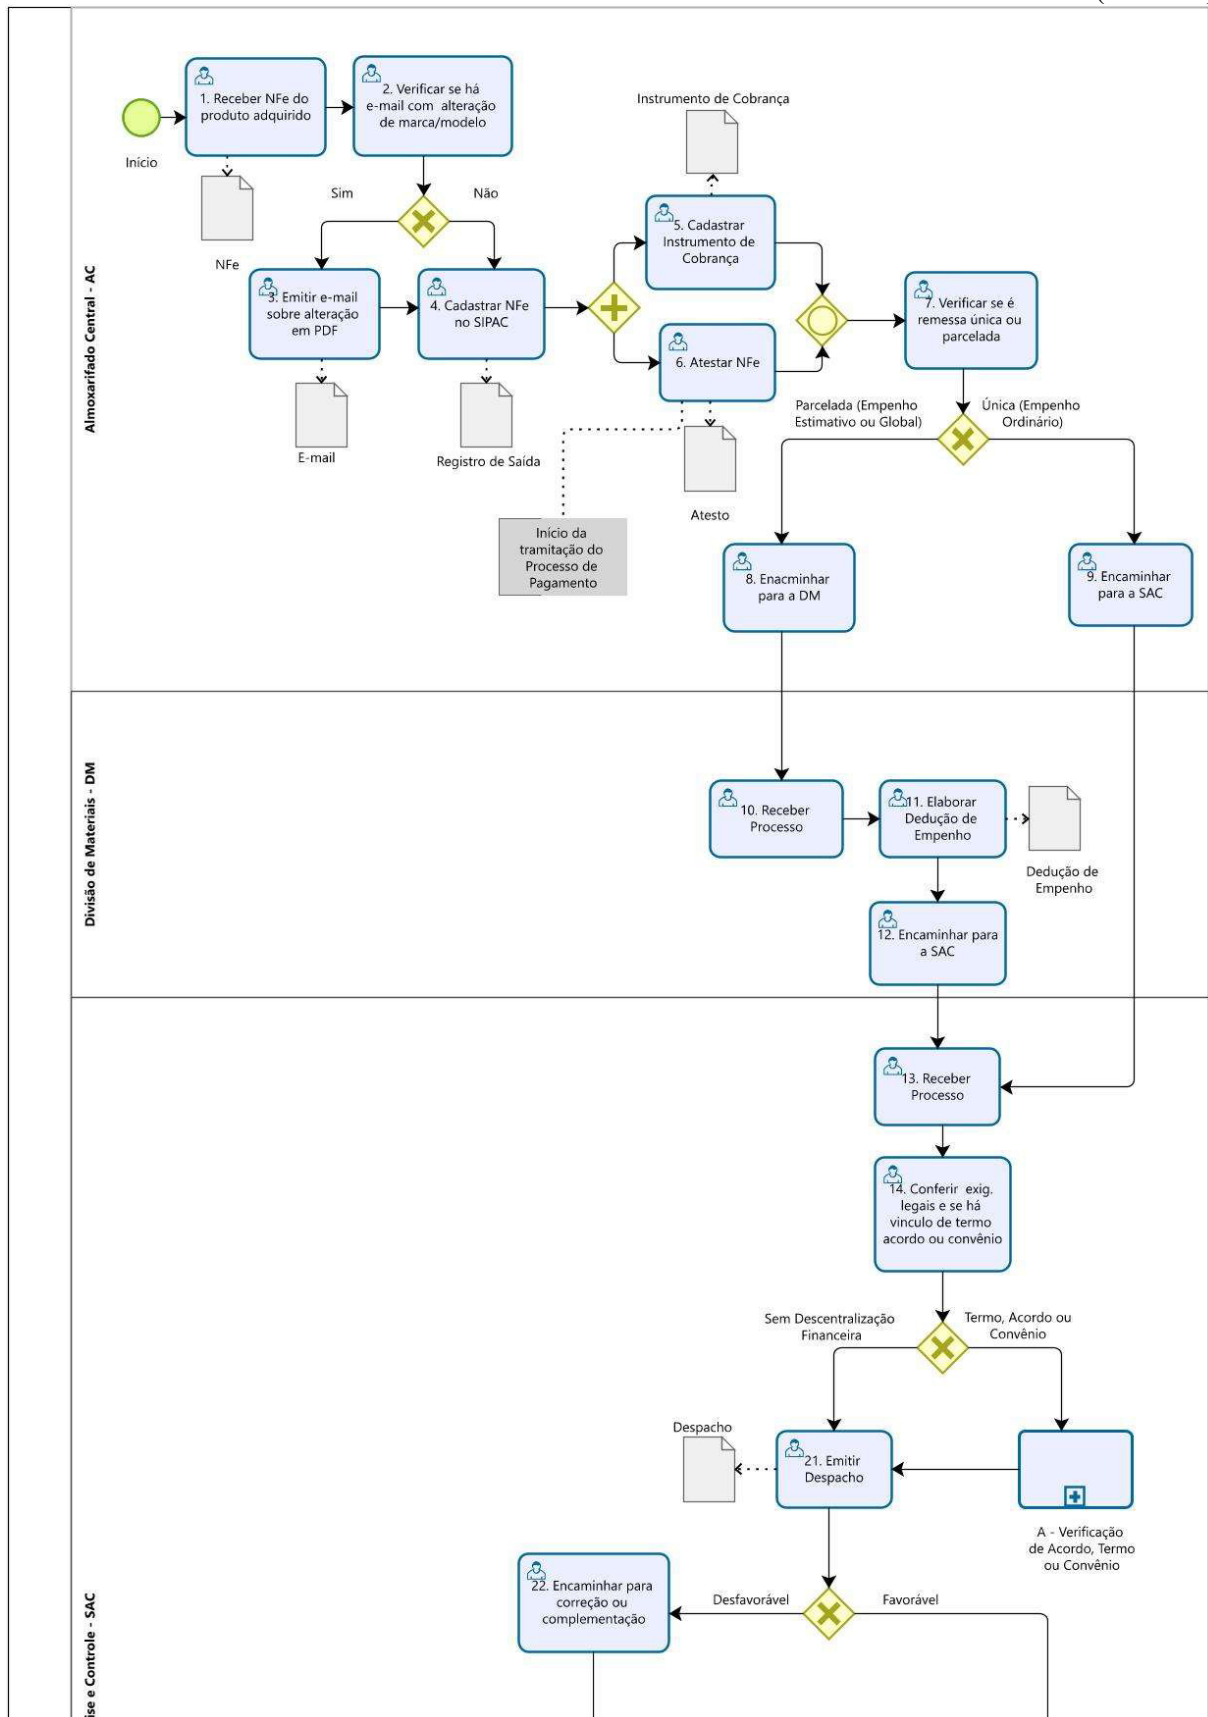 1. Receber NFe do
produto adquirido
2. Verificar se há
e-mail com alteração
de marca/modelo
Instrumento de Cobrança
Início
Sim
Não
NFe
5. Cadastrar
Instrumento de
Cobrança
3. Emitir e-mail
sobre alteração
em PDF
4. Cadastrar NFe
no SIPAC
7. Verificar se é
remessa única ou
parcelada
6. Atestar NFe
Parcelada (Empenho
Estimativo ou Global)
Única (Empenho
Ordinário)
E-mail
Registro de Saída
Atesto
Início da
tramitação do
Processo de
Pagamento
8. Enacminhar
para a DM
9. Encaminhar
para a SAC
Almoxarifado Central - AC
10. Receber
Processo
11. Elaborar
Dedução de
Empenho
Dedução de
Empenho
12. Encaminhar para
a SAC
Divisão de Materiais - DM
13. Receber
Processo
14. Conferir exig.
legais e se há
vinculo de termo
acordo ou convênio
Sem Descentralização
Financeira
Termo, Acordo ou
Convênio
Despacho
21. Emitir
Despacho
A - Verificação
de Acordo, Termo
ou Convênio
22. Encaminhar para
correção ou
complementação
Desfavorável
Favorável
ise e Controle - SAC